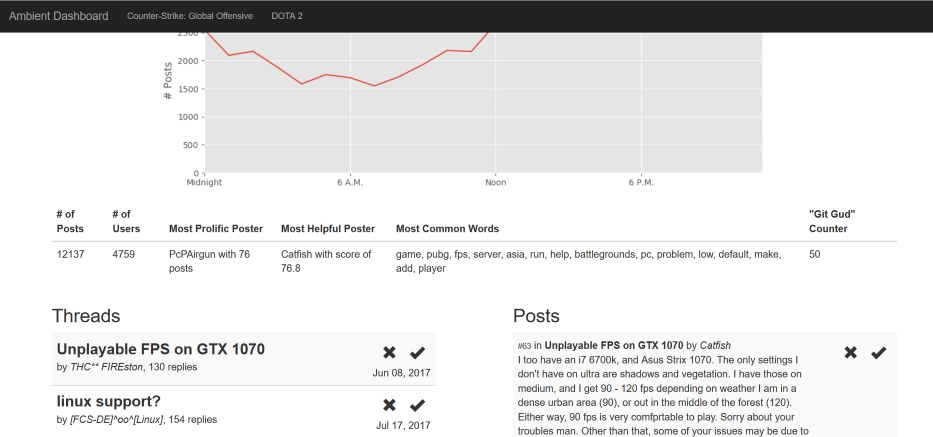 Ambient Dashboard Counter-Strike: Global Offensive DOTA 2
2500
2000
1500
1000
500
0
# Posts
Midnight 6 A.M. Noon 6 P.M.
# of Posts # of Users Most Prolific Poster Most Helpful Poster Most Common Words "Git Gud" Counter
12137 4759 PcPAirgun with 76 posts Catfish with score of 76.8 game, pubg, fps, server, asia, run, help, battlegrounds, pc, problem, low, default, make, add, player 50
Threads
Unplayable FPS on GTX 1070
by THC** FIREston, 130 replies
Jun 08, 2017
linux support?
by [FCS-DE]^oo^[Linux], 154 replies
Jul 17, 2017
Posts
#63 in Unplayable FPS on GTX 1070 by Catfish
I too have an i7 6700k, and Asus Strix 1070. The only settings I
don't have on ultra are shadows and vegetation. I have those on
medium, and I get 90 - 120 fps depending on weather I am in a
dense urban area (90), or out in the middle of the forest (120).
Either way, 90 fps is very comfprtable to play. Sorry about your
troubles man. Other than that, some of your issues may be due to